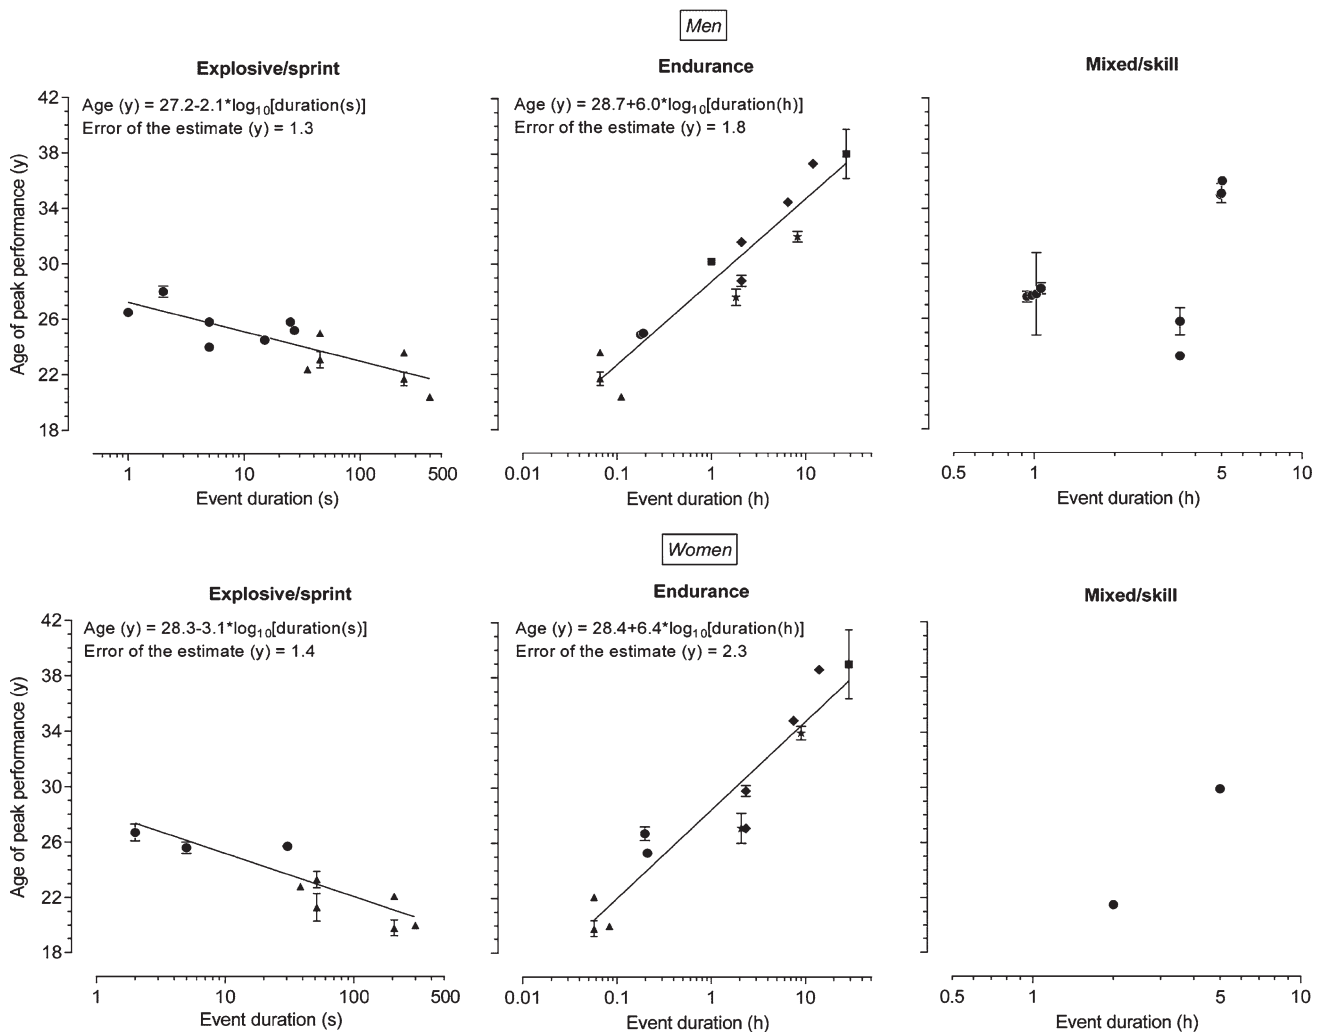 Men
Explosive/sprint
Endurance
Mixed/skill
Age (y) = 27.2-2.1*log10[duration(s)]
Error of the estimate (y) = 1.3
Age (y) = 28.7+6.0*log10[duration(h)]
Error of the estimate (y) = 1.8
Age of peak performance (y)
42
38
34
30
26
22
18
1 10 100 500
Event duration (s)
0.01 0.1 1 10
Event duration (h)
0.5 1 5 10
Event duration (h)
Women
Explosive/sprint
Endurance
Mixed/skill
Age (y) = 28.3-3.1*log10[duration(s)]
Error of the estimate (y) = 1.4
Age (y) = 28.4+6.4*log10[duration(h)]
Error of the estimate (y) = 2.3
Age of peak performance (y)
42
38
34
30
26
22
18
1 10 100 500
Event duration (s)
0.01 0.1 1 10
Event duration (h)
0.5 1 5 10
Event duration (h)